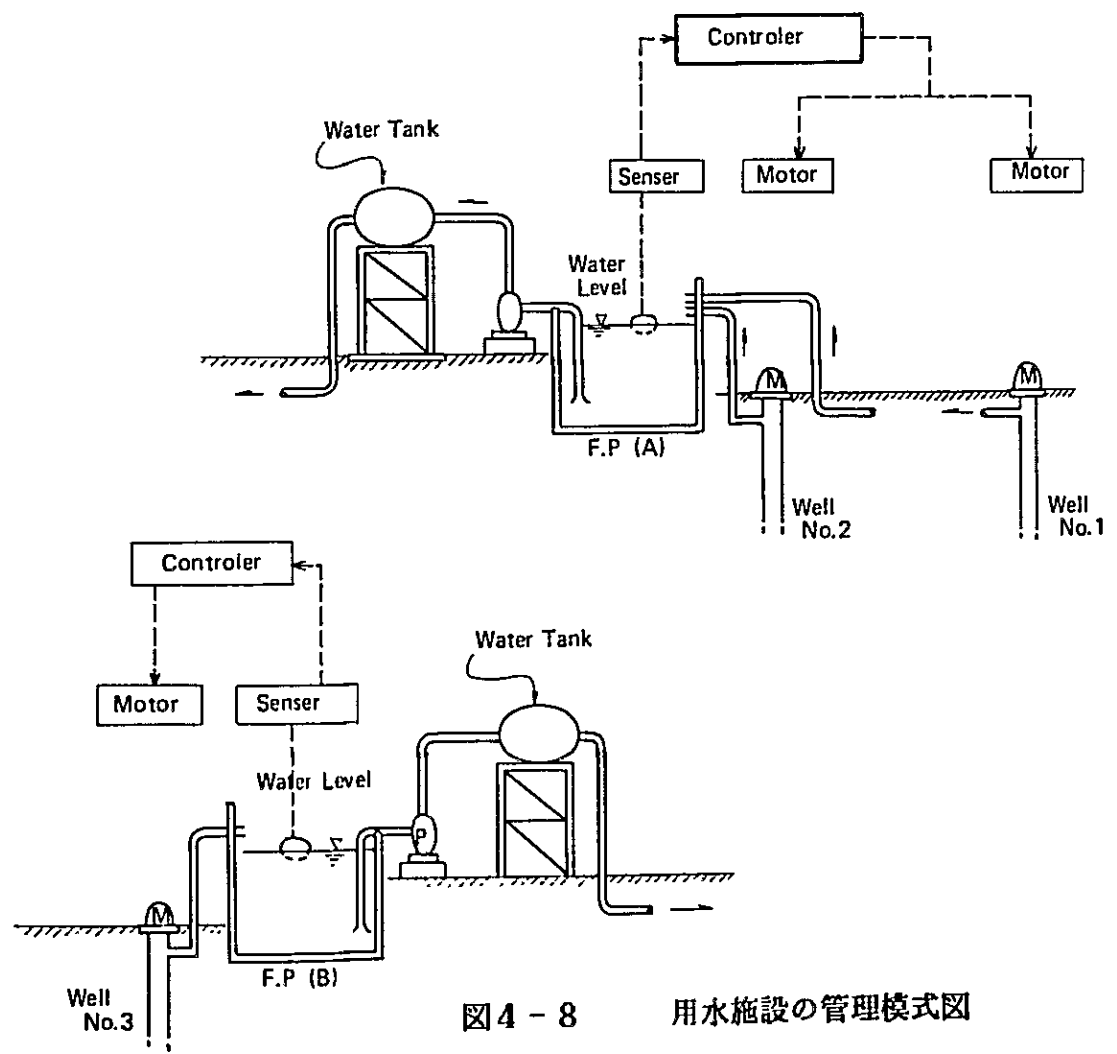 Controler
Water Tank
Senser
Motor
Motor
Water
Level
M
M
F.P (A)
Well
No.2
Well
No.1
Controler
Water Tank
Motor
Senser
Water Level
P
M
F.P (B)
Well
No.3
図4-8 用水施設の管理模式図